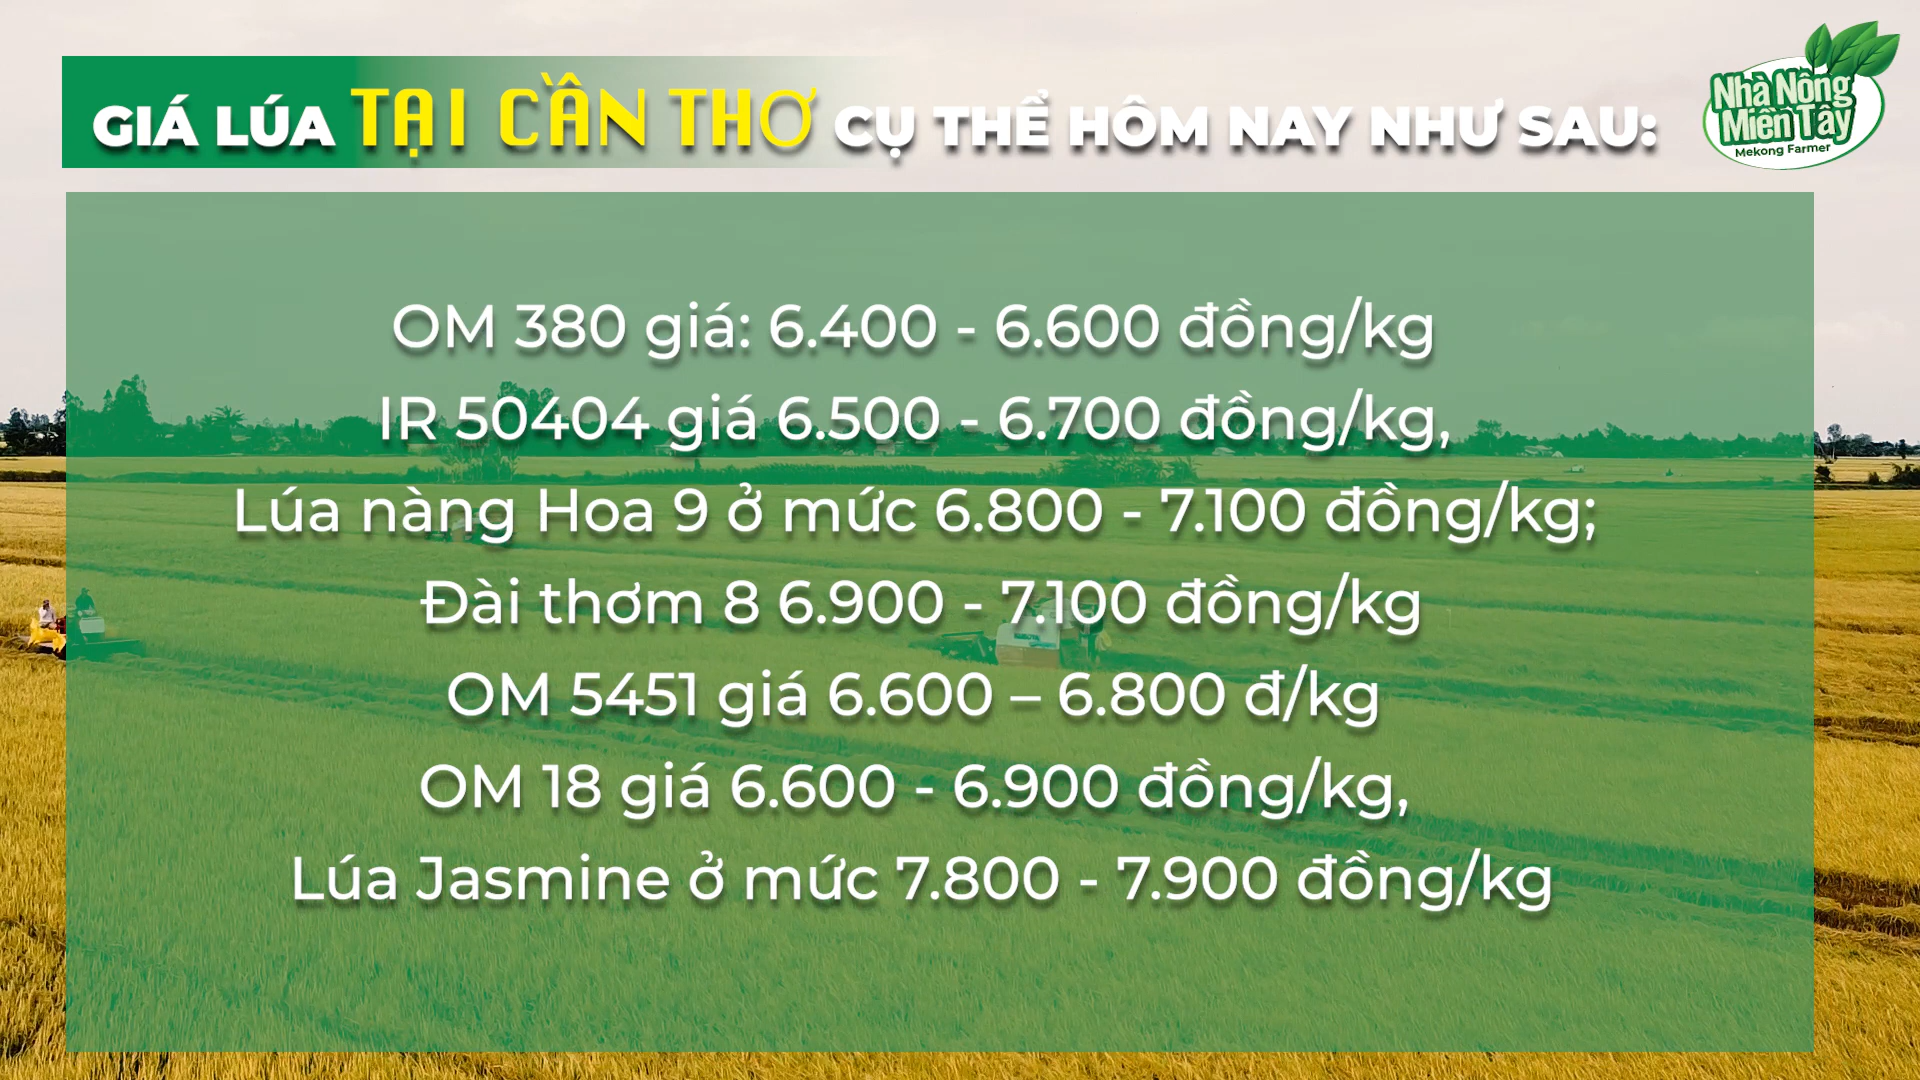 GIÁ LÚA TẠI CẦN THƠ CỤ THỂ HÔM NAY NHƯ SAU:
Nhà Nông
Miền Tây
Mekong Farmer
OM 380 giá: 6.400 - 6.600 đồng/kg
IR 50404 giá 6.500 - 6.700 đồng/kg,
Lúa nàng Hoa 9 ở mức 6.800 - 7.100 đồng/kg;
Đài thơm 8 6.900 - 7.100 đồng/kg
OM 5451 giá 6.600 – 6.800 đ/kg
OM 18 giá 6.600 - 6.900 đồng/kg,
Lúa Jasmine ở mức 7.800 - 7.900 đồng/kg